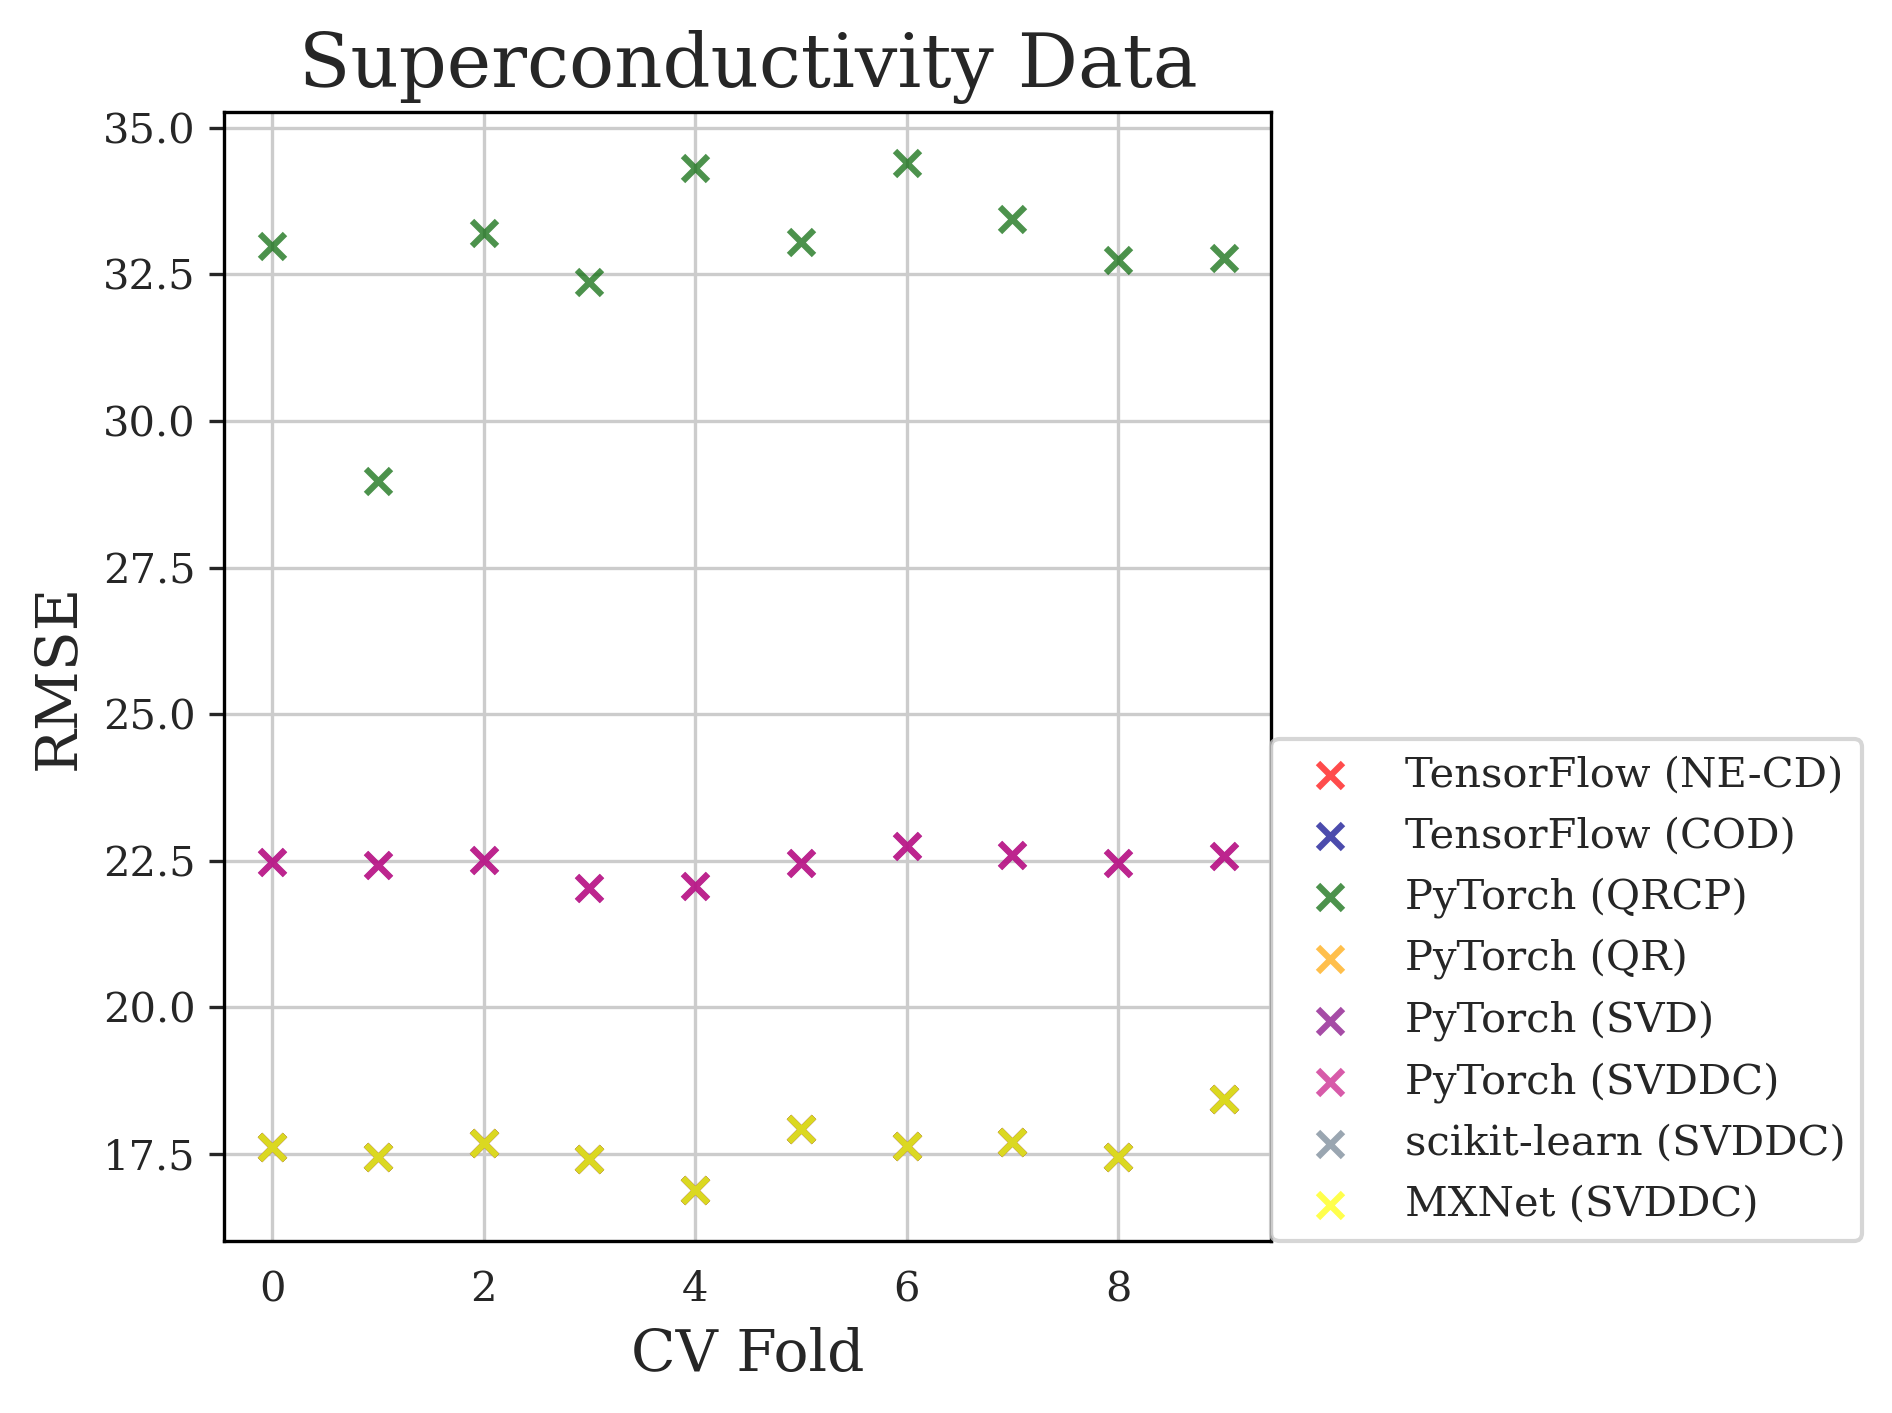 Superconductivity Data
35.0
32.5
30.0
27.5
25.0
22.5
20.0
17.5
RMSE
0 2 4 6 8
CV Fold
TensorFlow (NE-CD)
TensorFlow (COD)
PyTorch (QRCP)
PyTorch (QR)
PyTorch (SVD)
PyTorch (SVDDC)
scikit-learn (SVDDC)
MXNet (SVDDC)